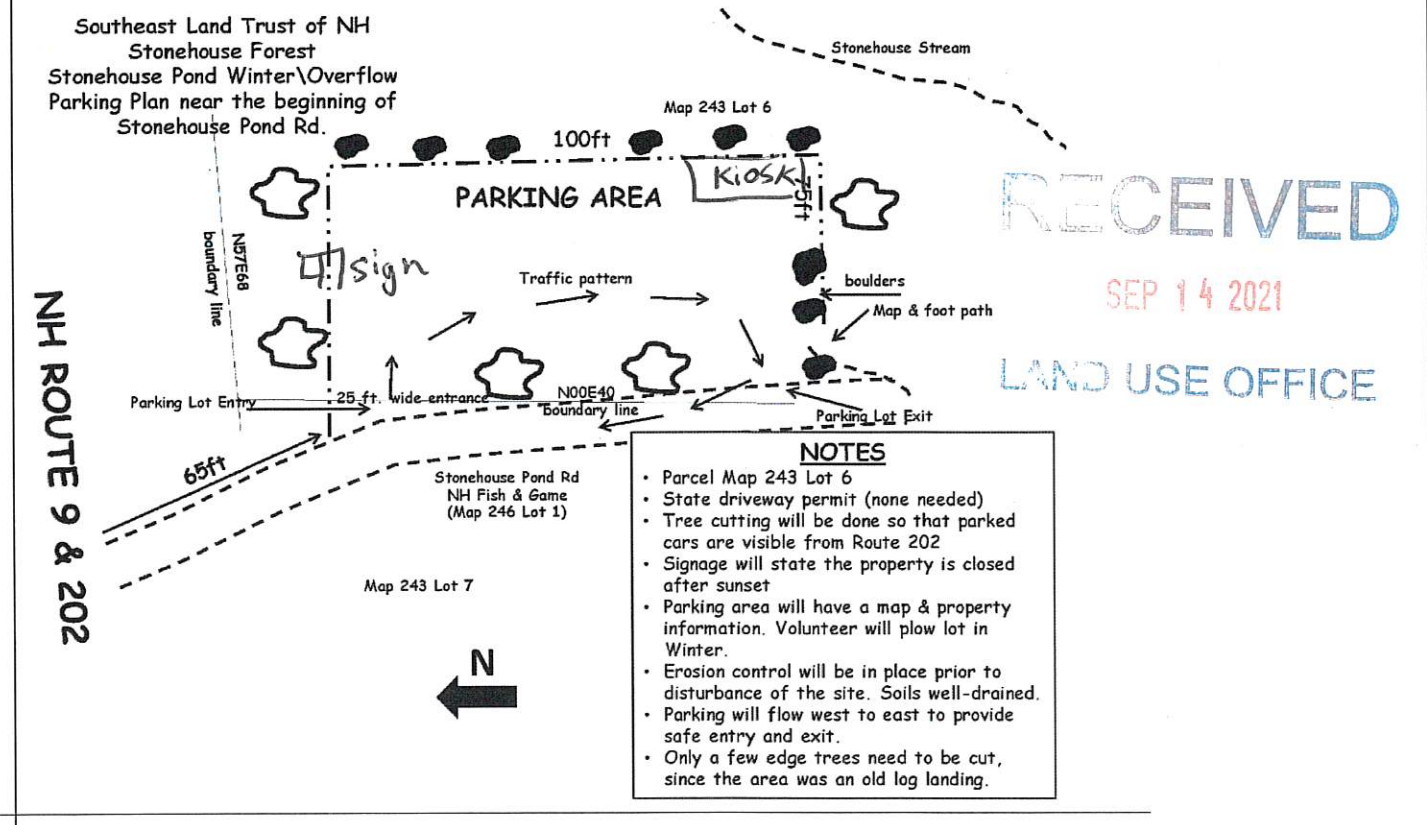 Southeast Land Trust of NH
Stonehouse Forest
Stonehouse Pond Winter\Overflow
Parking Plan near the beginning of
Stonehouse Pond Rd.
Stonehouse Stream
Map 243 Lot 6
100ft
PARKING AREA
KiOSK
75ft
RECEIVED
SEP 14 2021
LAND USE OFFICE
N57E68
boundary line
sign
Traffic pattern
boulders
Map & foot path
NH ROUTE 9 & 202
Parking Lot Entry
25 ft. wide entrance
N00E40
boundary line
Parking Lot Exit
65ft
Stonehouse Pond Rd
NH Fish & Game
(Map 246 Lot 1)
Map 243 Lot 7
N
NOTES
• Parcel Map 243 Lot 6
• State driveway permit (none needed)
• Tree cutting will be done so that parked
cars are visible from Route 202
• Signage will state the property is closed
after sunset
• Parking area will have a map & property
information. Volunteer will plow lot in
Winter.
• Erosion control will be in place prior to
disturbance of the site. Soils well-drained.
• Parking will flow west to east to provide
safe entry and exit.
• Only a few edge trees need to be cut,
since the area was an old log landing.